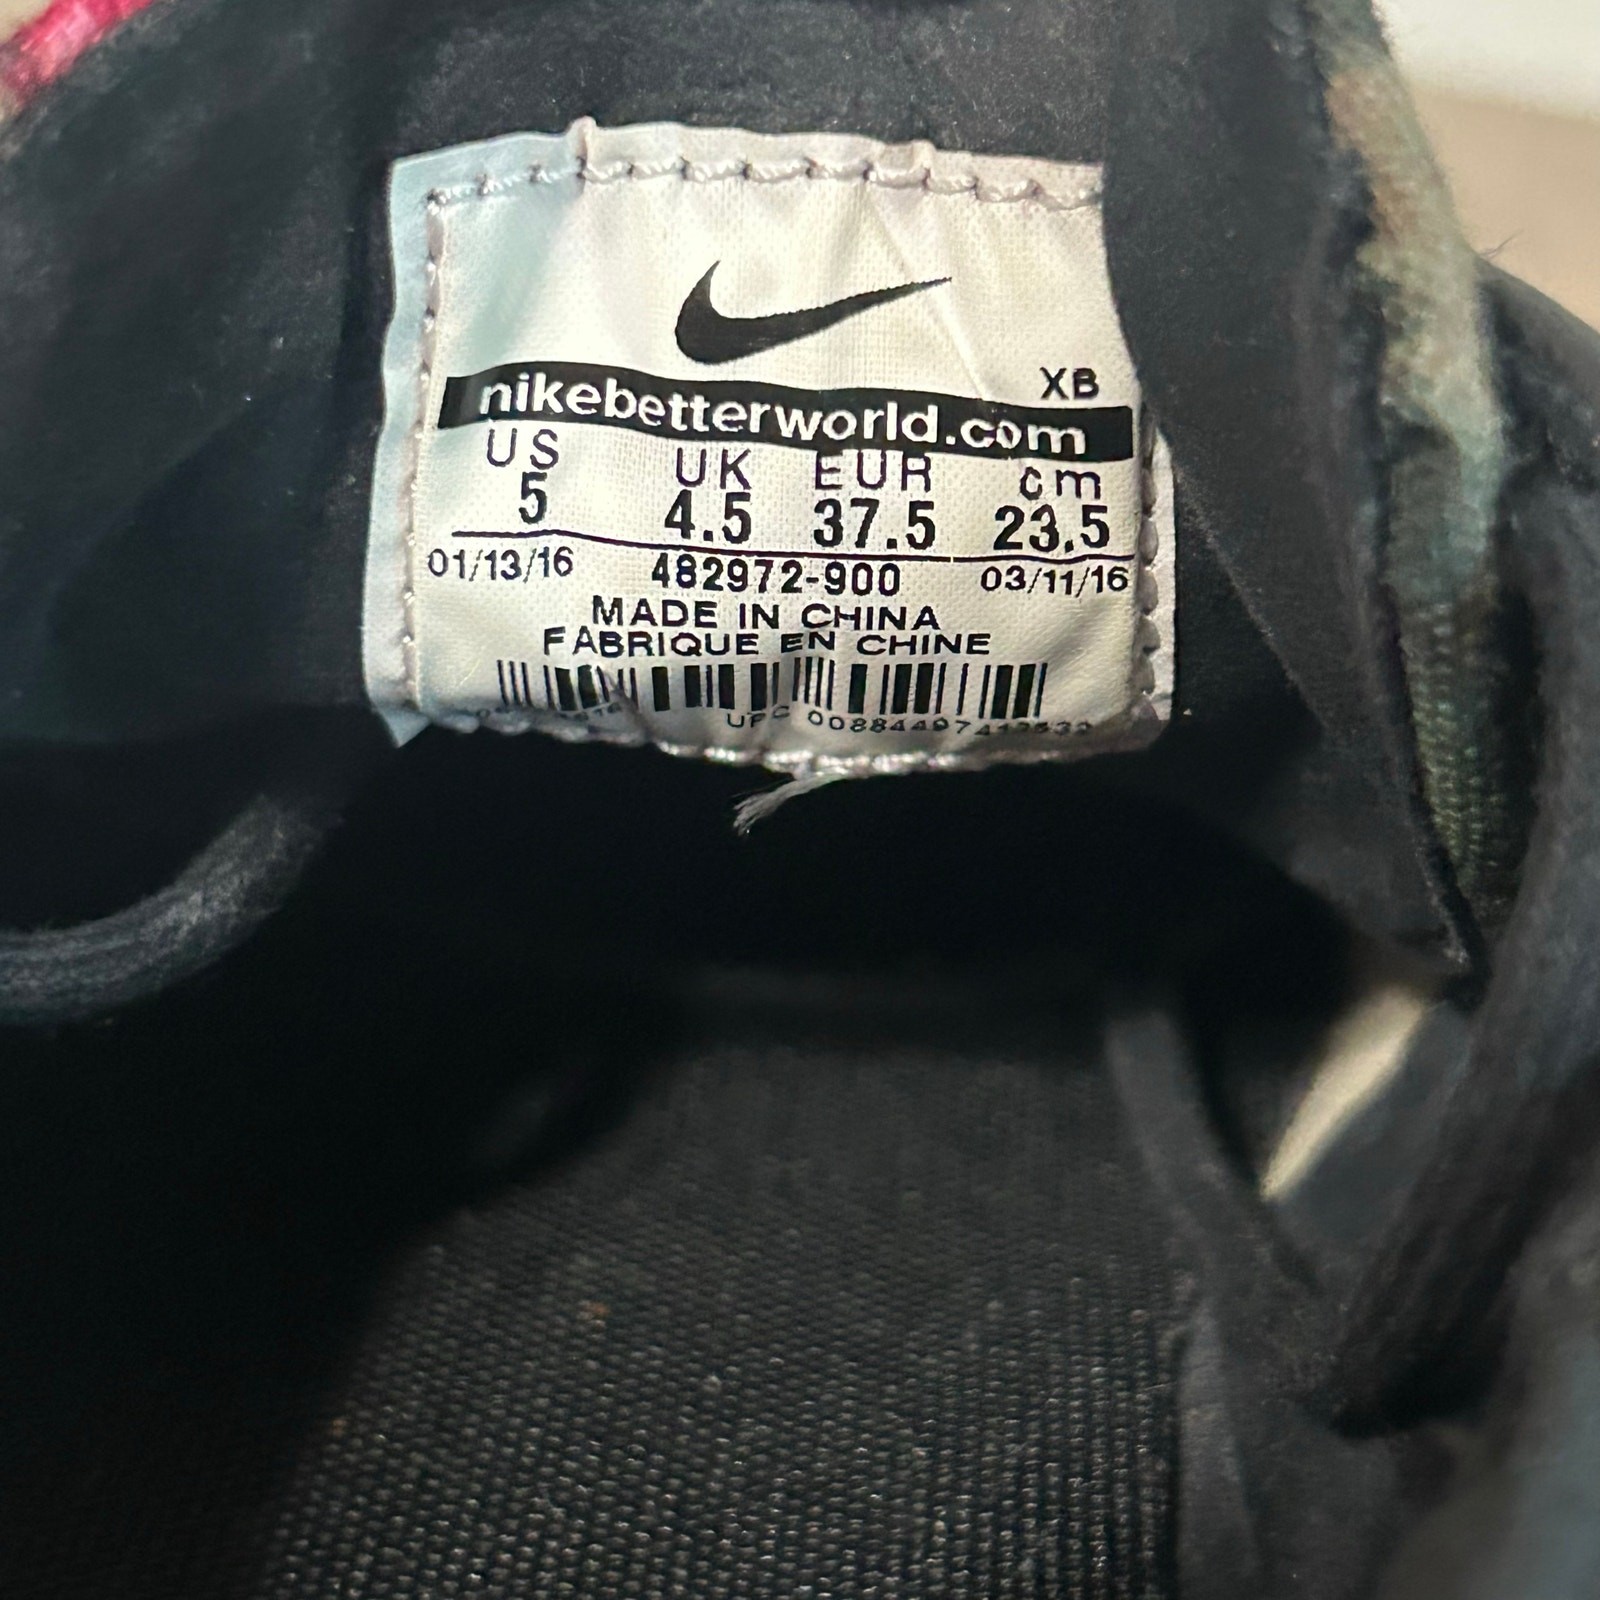 XB
nikebetterworld.com
US UK EUR cm
5 4.5 37.5 23.5
01/13/16 482972-900 03/11/16
MADE IN CHINA
FABRIQUE EN CHINE
UPC